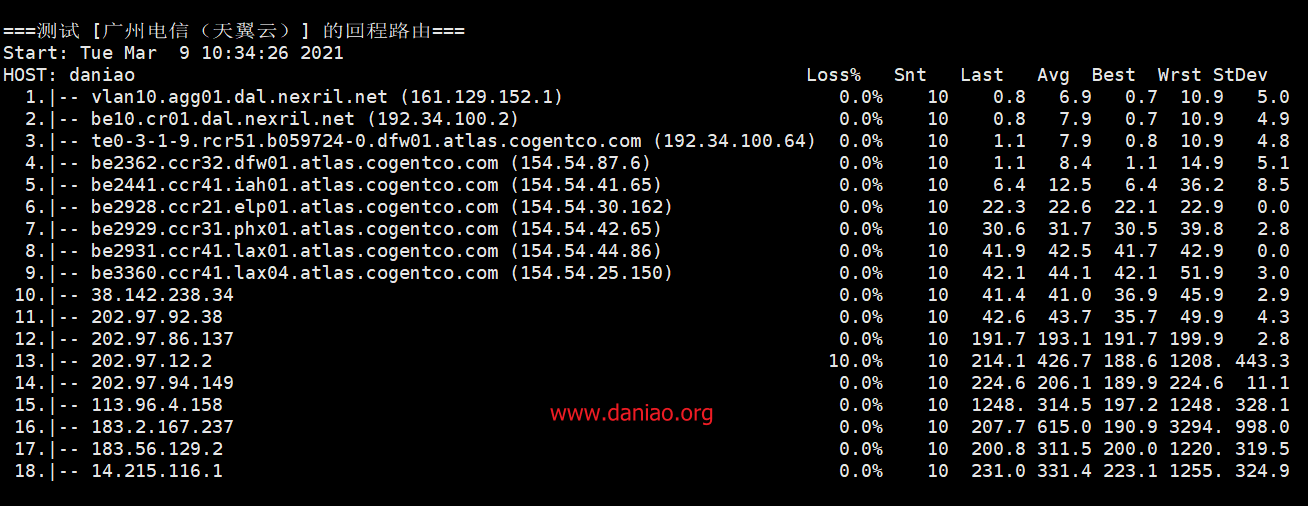 ===测试 [广州电信（天翼云）] 的回程路由===
Start: Tue Mar  9 10:34:26 2021
HOST: daniao                                                             Loss%   Snt   Last   Avg  Best  Wrst StDev
  1.|-- vlan10.agg01.dal.nexril.net (161.129.152.1)                         0.0%    10    0.8   6.9   0.7  10.9   5.0
  2.|-- be10.cr01.dal.nexril.net (192.34.100.2)                             0.0%    10    0.8   7.9   0.7  10.9   4.9
  3.|-- te0-3-1-9.rcr51.b059724-0.dfw01.atlas.cogentco.com (192.34.100.64)  0.0%    10    1.1   7.9   0.8  10.9   4.8
  4.|-- be2362.ccr32.dfw01.atlas.cogentco.com (154.54.87.6)                 0.0%    10    1.1   8.4   1.1  14.9   5.1
  5.|-- be2441.ccr41.iah01.atlas.cogentco.com (154.54.41.65)                0.0%    10    6.4  12.5   6.4  36.2   8.5
  6.|-- be2928.ccr21.elp01.atlas.cogentco.com (154.54.30.162)               0.0%    10   22.3  22.6  22.1  22.9   0.0
  7.|-- be2929.ccr31.phx01.atlas.cogentco.com (154.54.42.65)                0.0%    10   30.6  31.7  30.5  39.8   2.8
  8.|-- be2931.ccr41.lax01.atlas.cogentco.com (154.54.44.86)                0.0%    10   41.9  42.5  41.7  42.9   0.0
  9.|-- be3360.ccr41.lax04.atlas.cogentco.com (154.54.25.150)               0.0%    10   42.1  44.1  42.1  51.9   3.0
 10.|-- 38.142.238.34                                                       0.0%    10   41.4  41.0  36.9  45.9   2.9
 11.|-- 202.97.92.38                                                        0.0%    10   42.6  43.7  35.7  49.9   4.3
 12.|-- 202.97.86.137                                                       0.0%    10  191.7 193.1 191.7 199.9   2.8
 13.|-- 202.97.12.2                                                        10.0%    10  214.1 426.7 188.6 1208. 443.3
 14.|-- 202.97.94.149                                                       0.0%    10  224.6 206.1 189.9 224.6  11.1
 15.|-- 113.96.4.158                                                        0.0%    10  1248. 314.5 197.2 1248. 328.1
www.daniao.org
 16.|-- 183.2.167.237                                                       0.0%    10  207.7 615.0 190.9 3294. 998.0
 17.|-- 183.56.129.2                                                        0.0%    10  200.8 311.5 200.0 1220. 319.5
 18.|-- 14.215.116.1                                                        0.0%    10  231.0 331.4 223.1 1255. 324.9